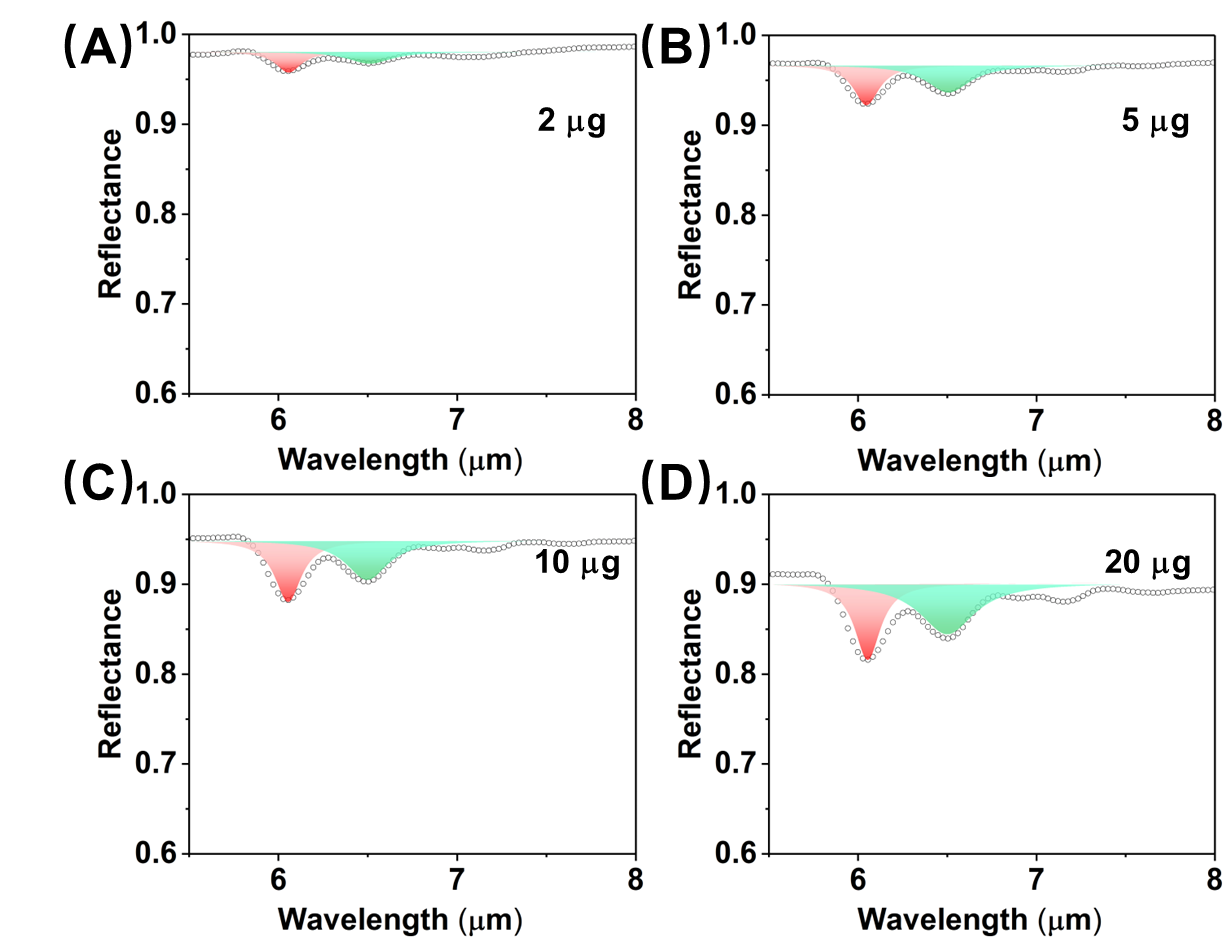 (A)
1.0
0.9
0.8
0.7
0.6
Reflectance
2 μg
6 7 8
Wavelength (μm)
(B)
1.0
0.9
0.8
0.7
0.6
Reflectance
5 μg
6 7 8
Wavelength (μm)
(C)
1.0
0.9
0.8
0.7
0.6
Reflectance
10 μg
6 7 8
Wavelength (μm)
(D)
1.0
0.9
0.8
0.7
0.6
Reflectance
20 μg
6 7 8
Wavelength (μm)